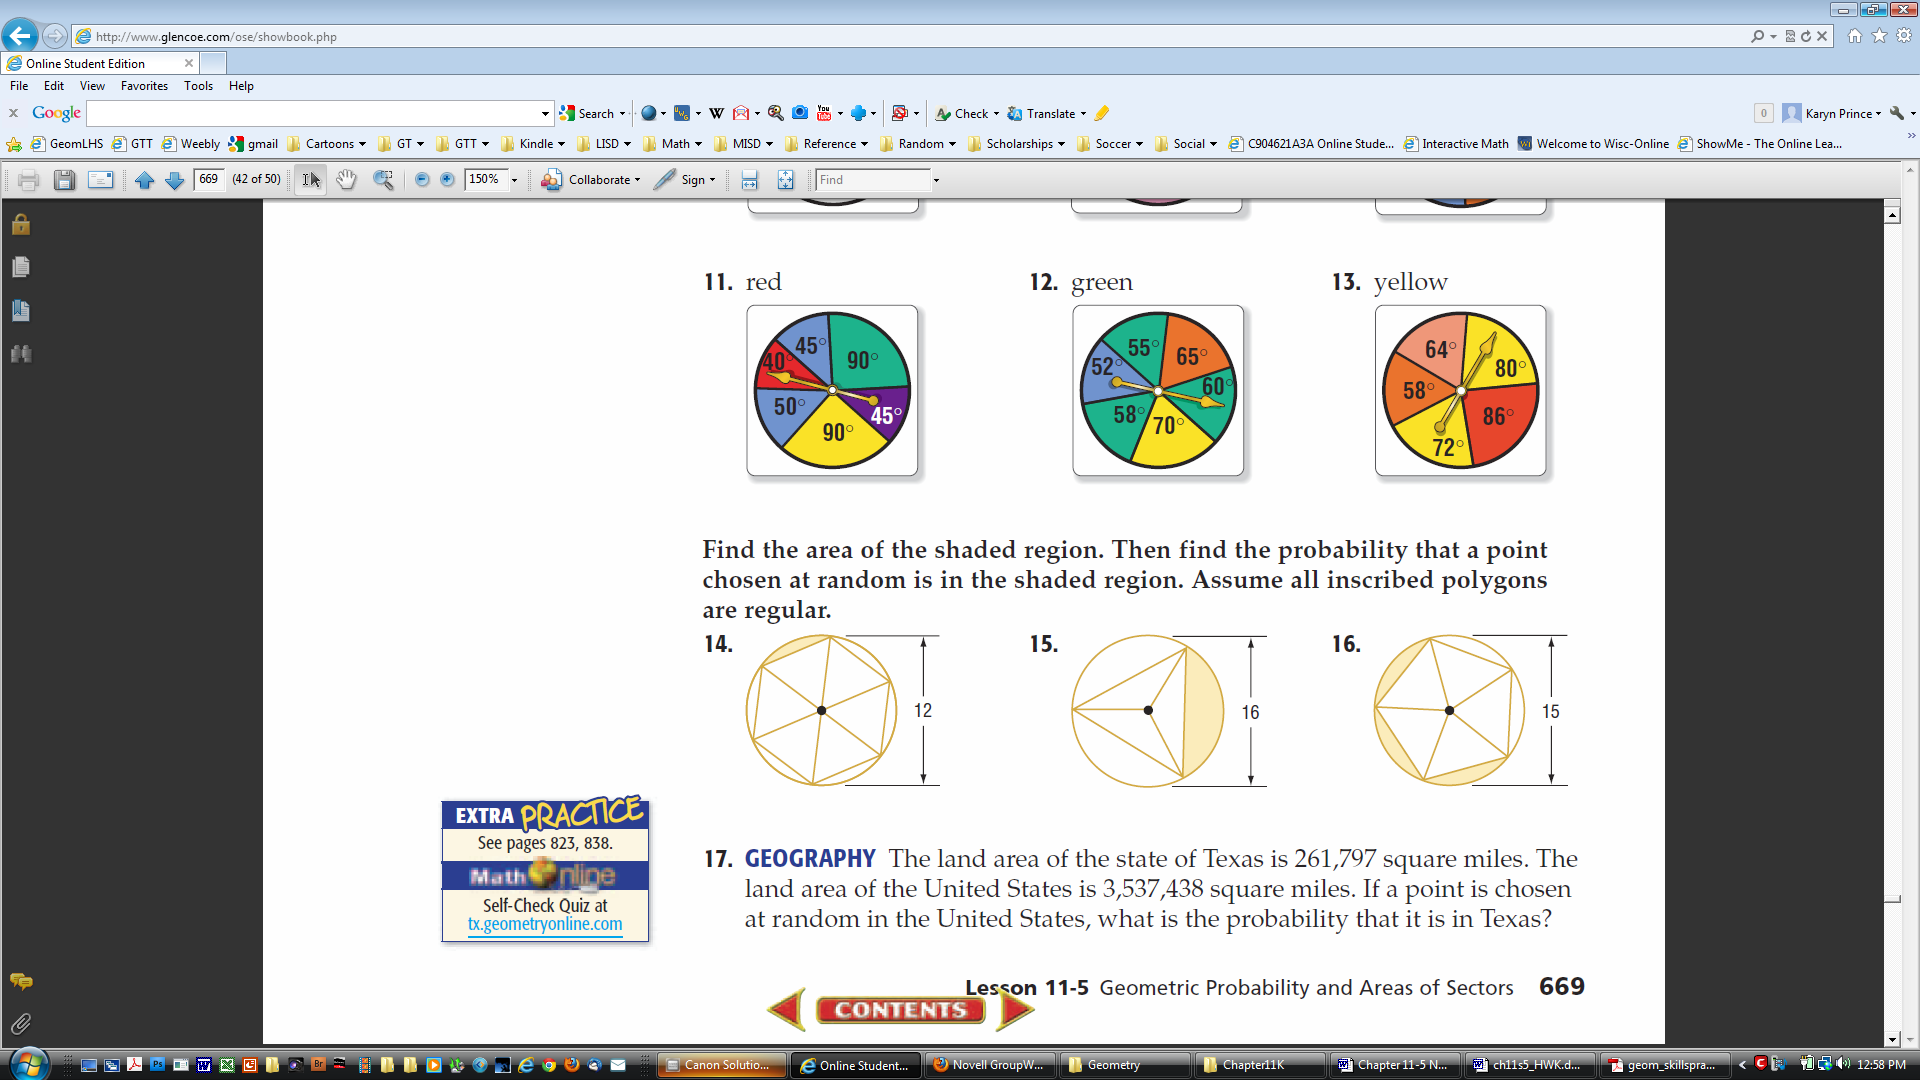 http://www.glencoe.com/ose/showbook.php
Online Student Edition
File Edit View Favorites Tools Help
Google Search Check Translate 0 Karyn Prince
GeomLHS GTT Weebly gmail Cartoons GT GTT Kindle LISD Math MISD Reference Random Scholarships Soccer Social C904621A3A Online Stude... Interactive Math Welcome to Wisc-Online ShowMe - The Online Lea...
669 (42 of 50) 150% Collaborate Sign Find
11. red 12. green 13. yellow
40° 45° 90° 50° 90° 45°
52° 55° 65° 60° 58° 70°
64° 80° 58° 86° 72°
Find the area of the shaded region. Then find the probability that a point
chosen at random is in the shaded region. Assume all inscribed polygons
are regular.
14. 15. 16.
12 16 15
EXTRA PRACTICE
See pages 823, 838.
Math Online
Self-Check Quiz at
tx.geometryonline.com
17. GEOGRAPHY The land area of the state of Texas is 261,797 square miles. The
land area of the United States is 3,537,438 square miles. If a point is chosen
at random in the United States, what is the probability that it is in Texas?
Lesson 11-5 Geometric Probability and Areas of Sectors 669
CONTENTS
Canon Solutio... Online Student... Novell GroupW... Geometry Chapter11K Chapter 11-5 N... ch11s5_HWK.d... geom_skillspra... 12:58 PM